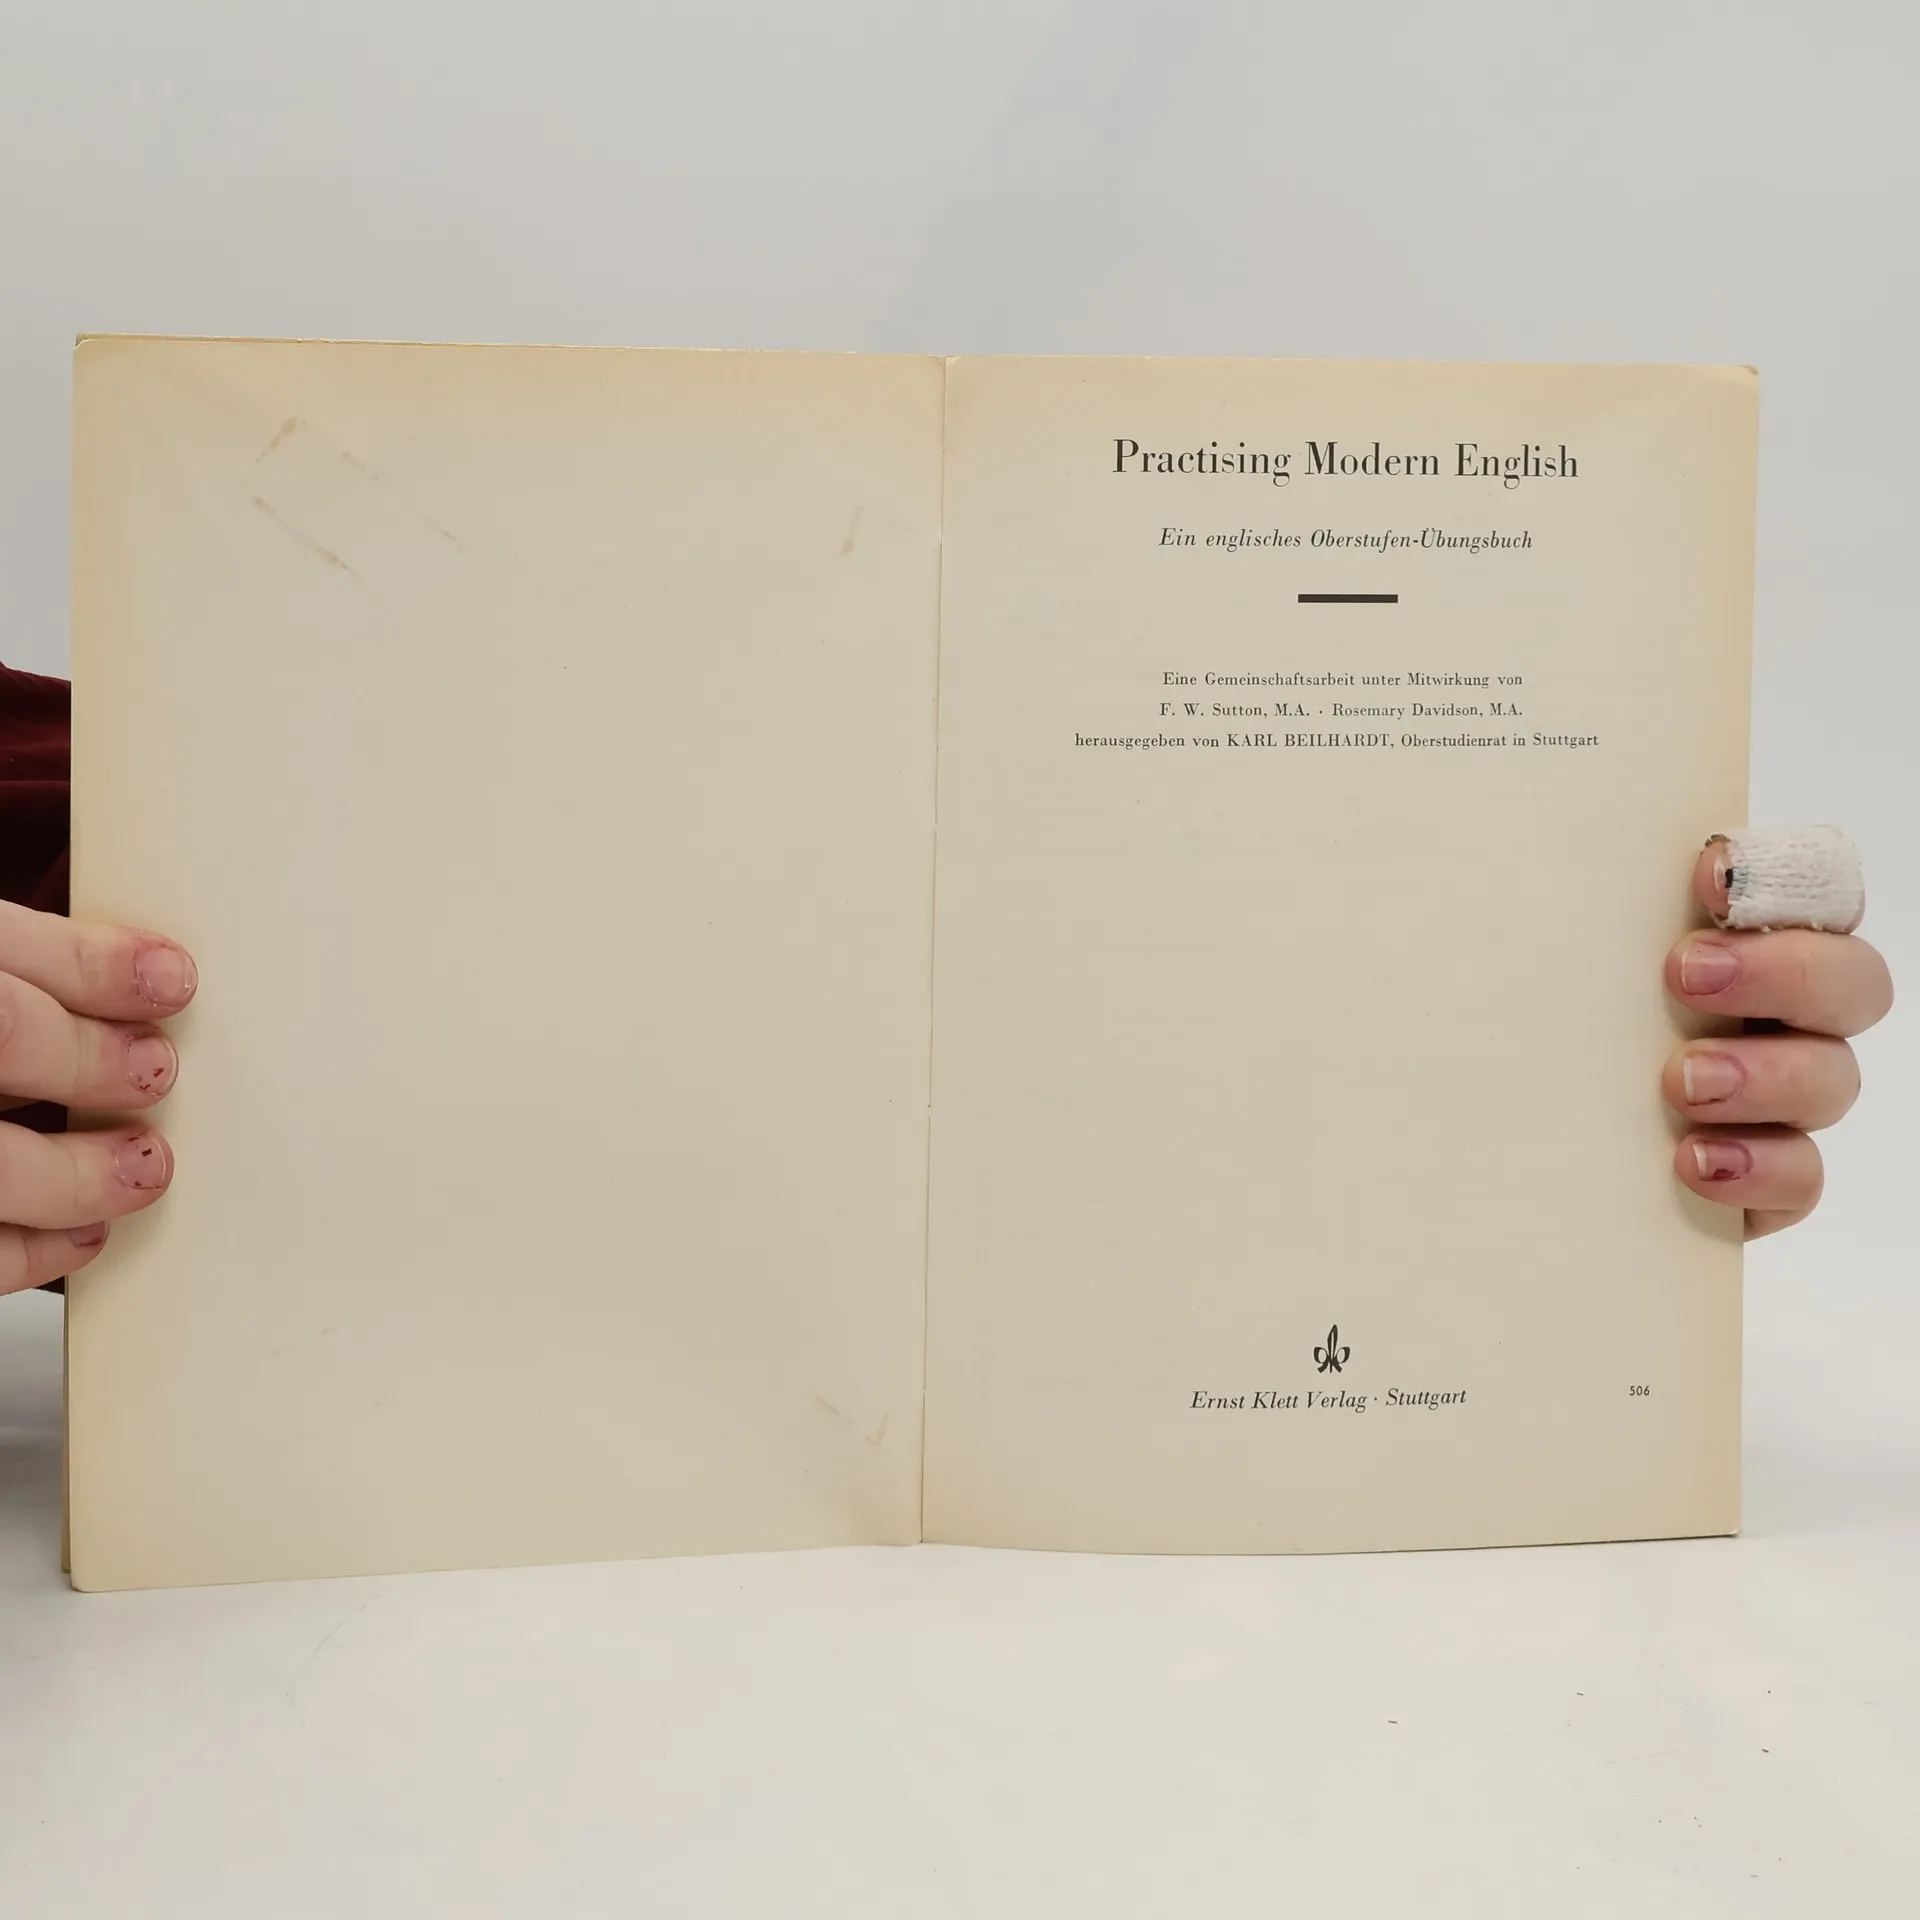 Practising Modern English
Ein englisches Oberstufen-Übungsbuch
Eine Gemeinschaftsarbeit unter Mitwirkung von
F. W. Sutton, M.A. · Rosemary Davidson, M.A.
herausgegeben von KARL BEILHARDT, Oberstudienrat in Stuttgart
Ernst Klett Verlag · Stuttgart
506